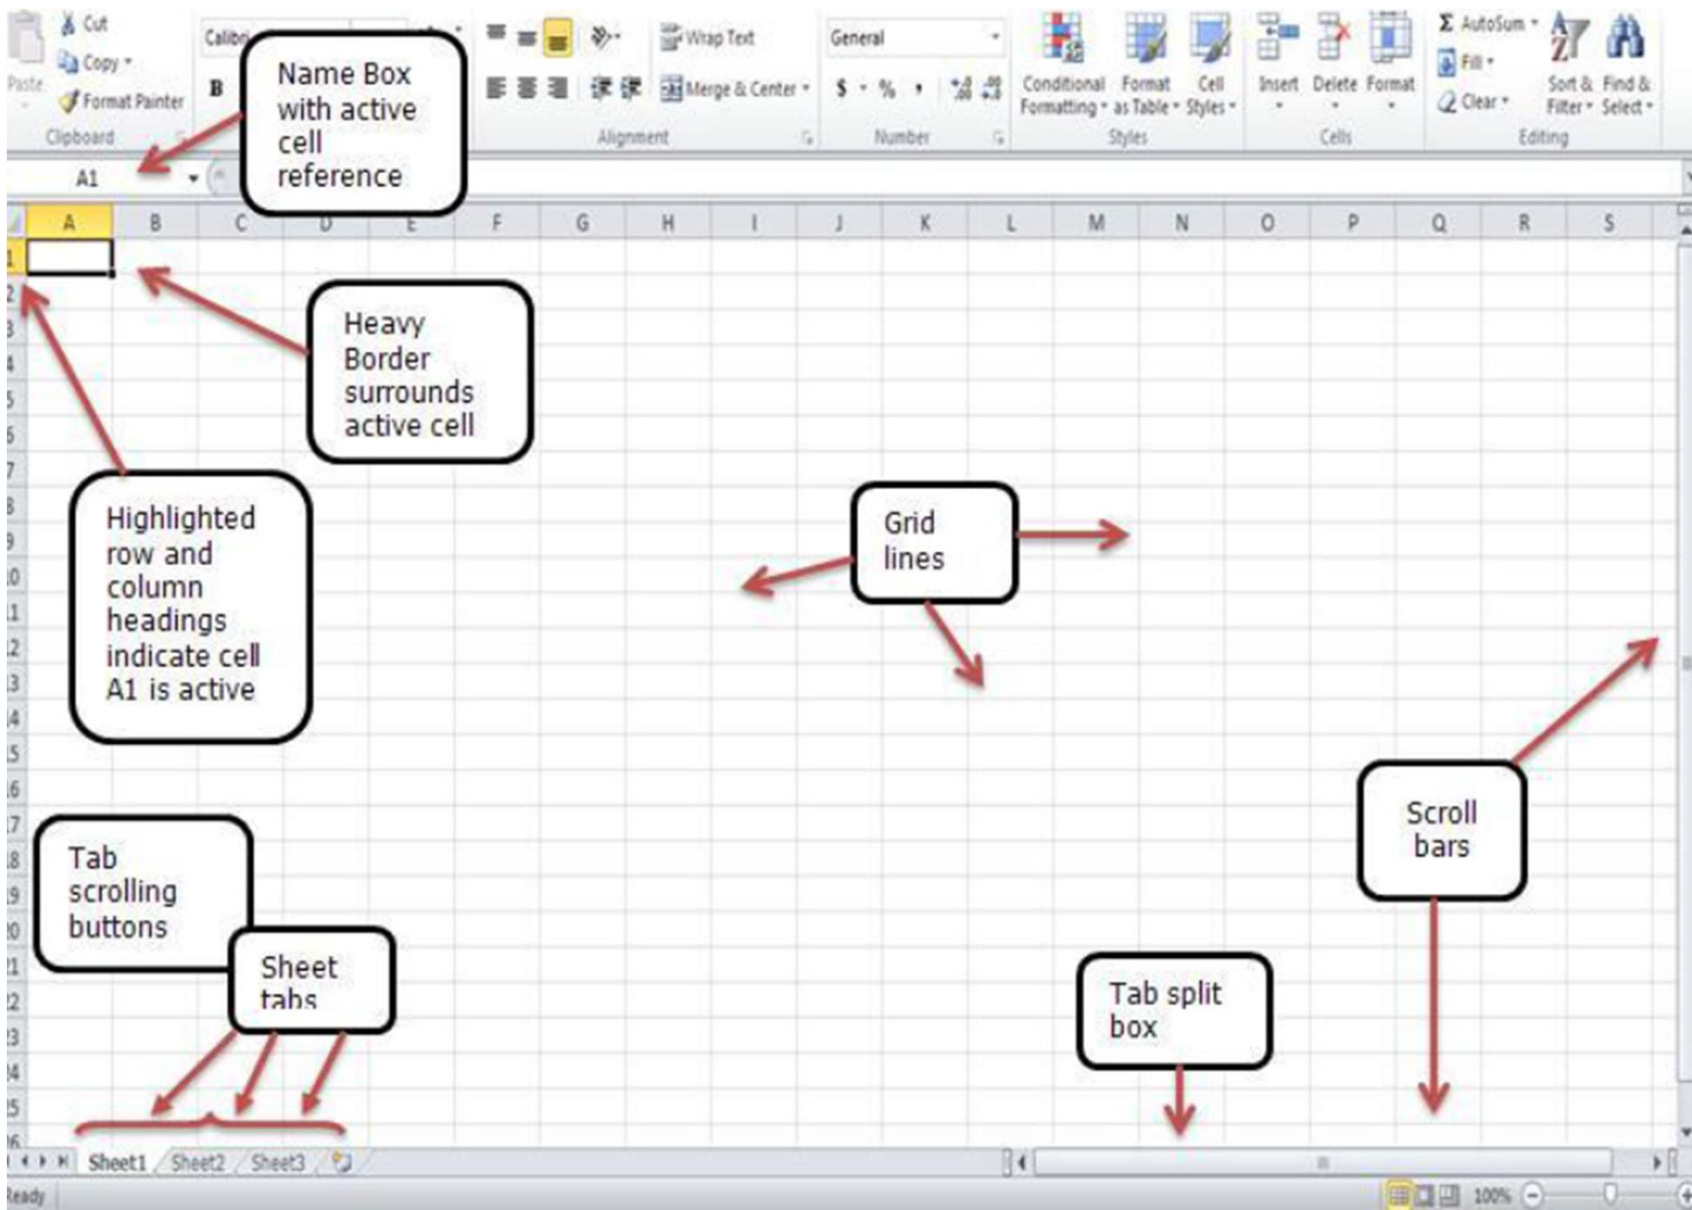 Cut
Copy
Format Painter
Paste
Clipboard
Calibri
B
Wrap Text
Merge & Center
Alignment
General
$ % ,
Number
Conditional Formatting
Format as Table
Cell Styles
Styles
Insert
Delete
Format
Cells
Σ AutoSum
Fill
Clear
Sort & Filter
Find & Select
Editing
Name Box
with active
cell
reference
A1
A B C D E F G H I J K L M N O P Q R S
Heavy
Border
surrounds
active cell
Highlighted
row and
column
headings
indicate cell
A1 is active
Grid
lines
Scroll
bars
Tab
scrolling
buttons
Sheet
tabs
Tab split
box
Sheet1 Sheet2 Sheet3
100%